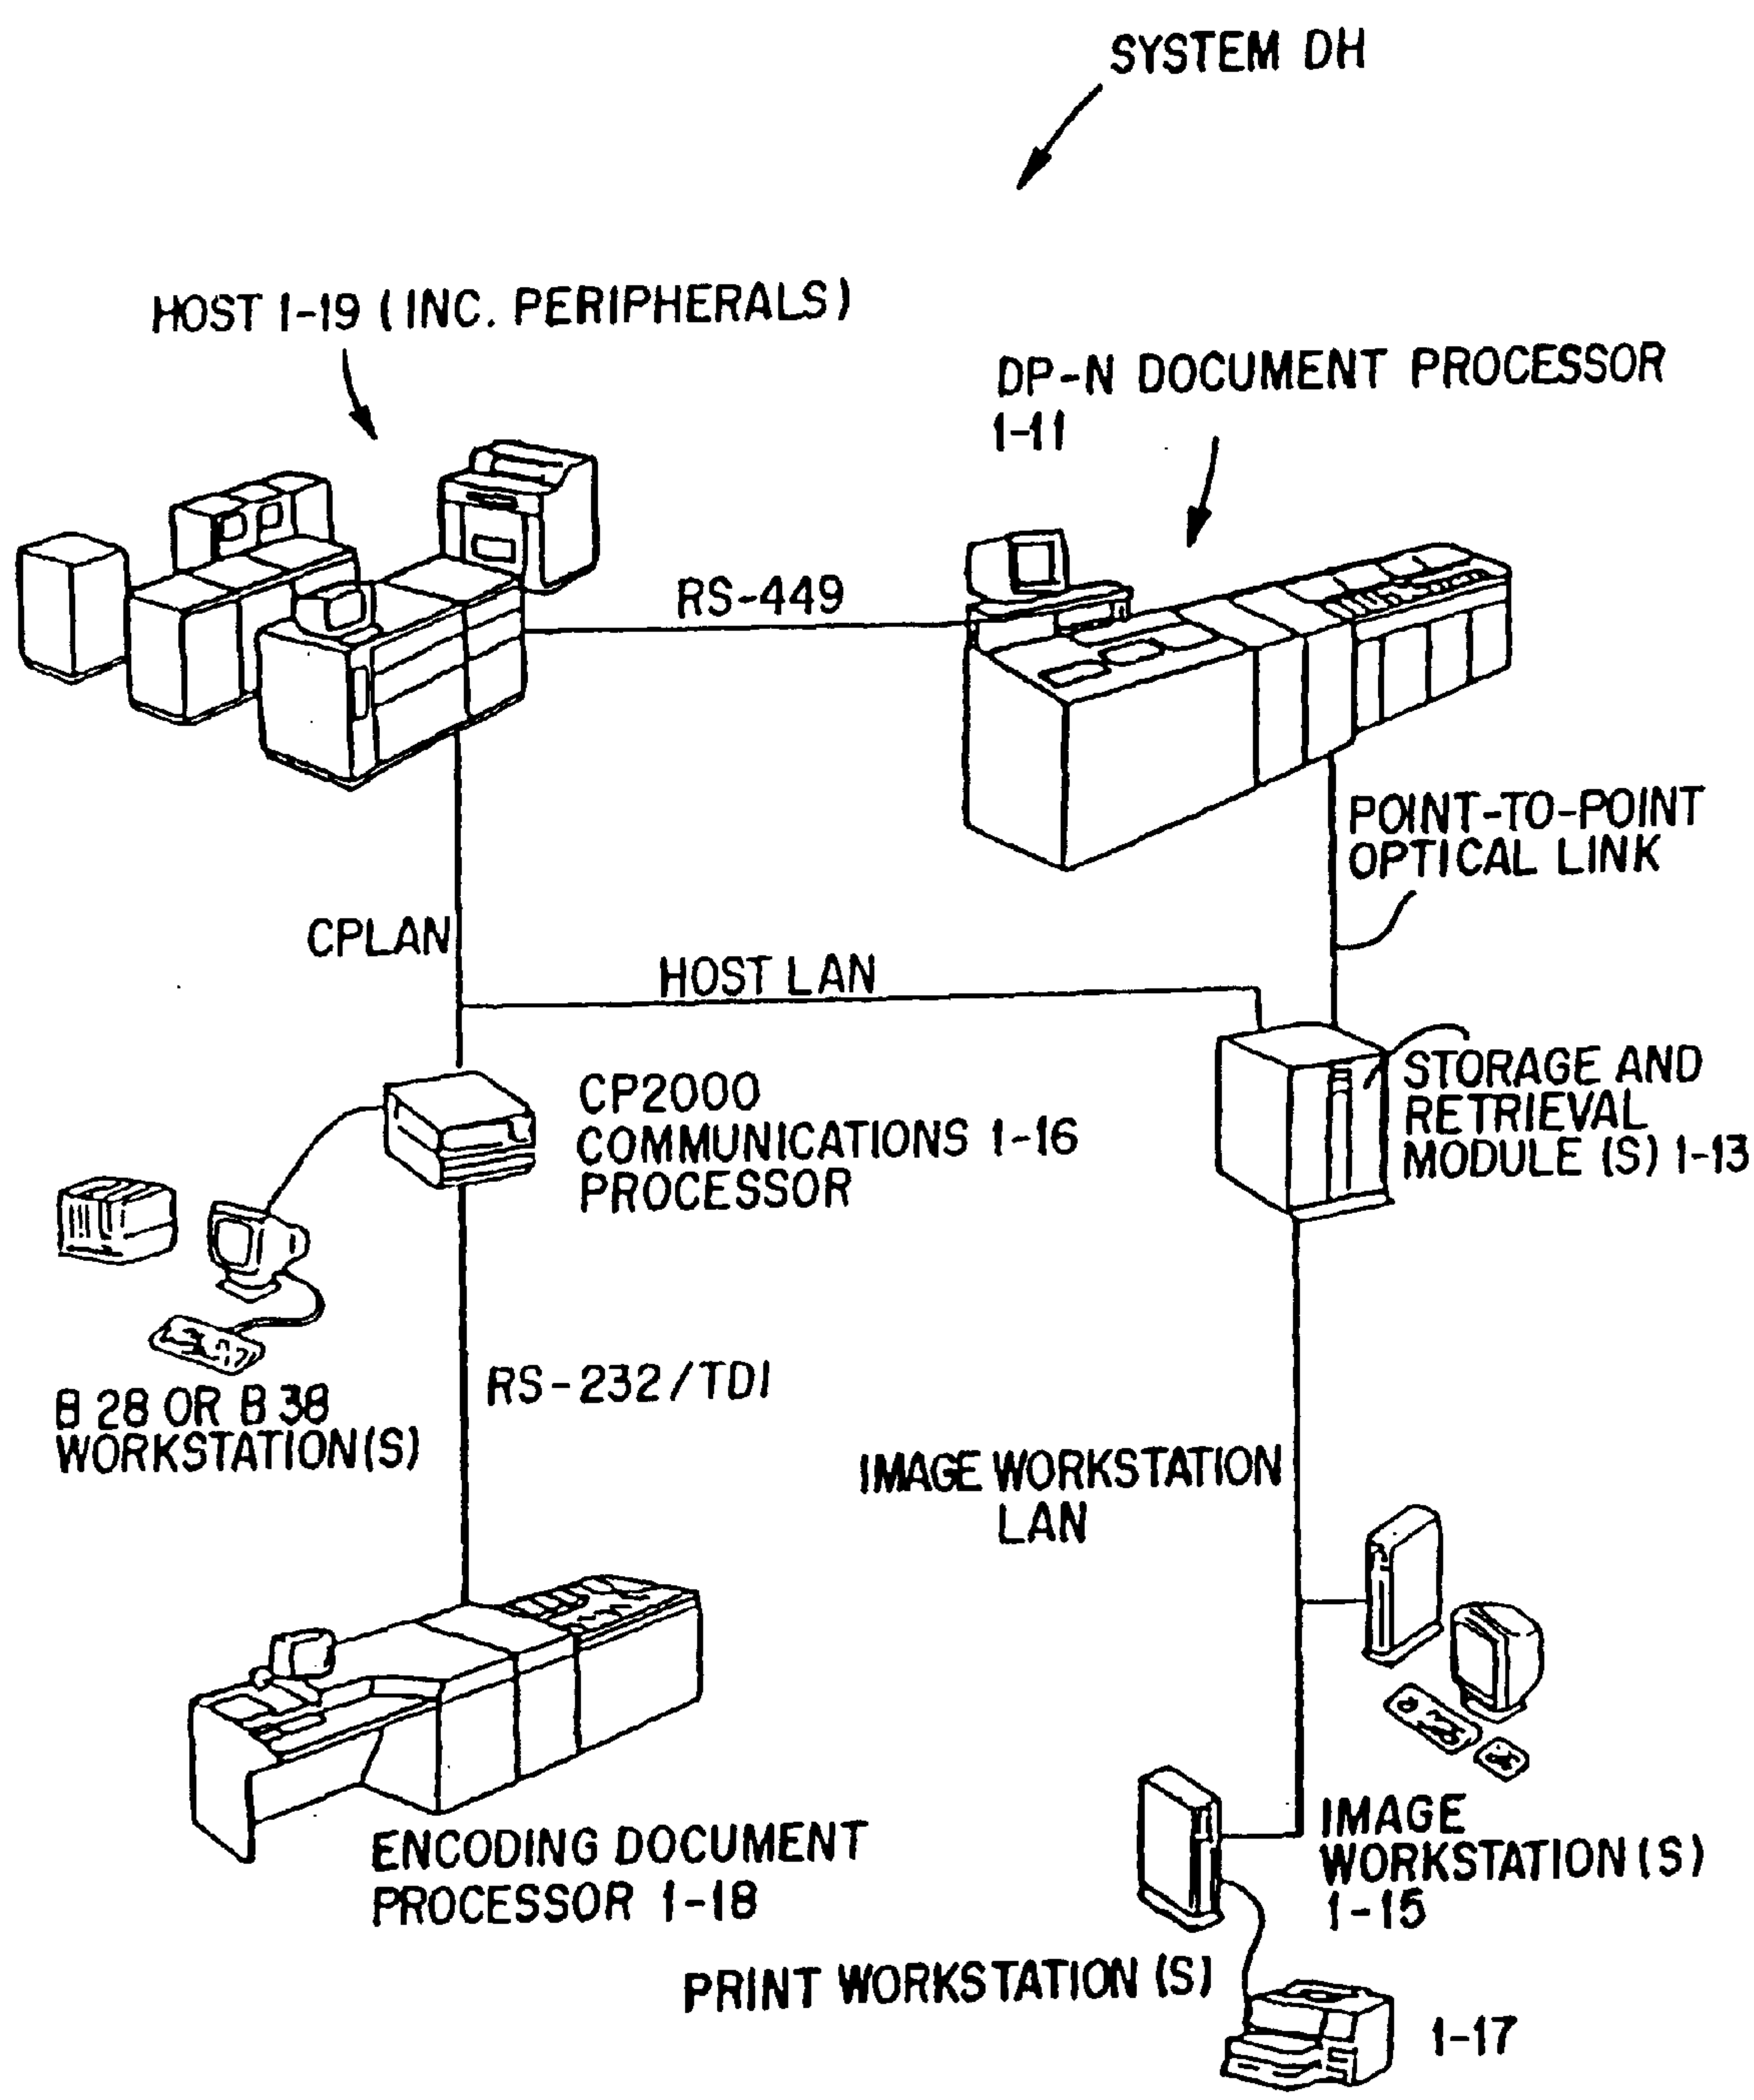 SYSTEM DH
HOST 1-19 (INC. PERIPHERALS)
DP-N DOCUMENT PROCESSOR
1-11
RS-449
POINT-TO-POINT
OPTICAL LINK
CPLAN
HOST LAN
CP2000
COMMUNICATIONS 1-16
PROCESSOR
STORAGE AND
RETRIEVAL
MODULE (S) 1-13
B 28 OR B 38
WORKSTATION(S)
RS-232/TDI
IMAGE WORKSTATION
LAN
ENCODING DOCUMENT
PROCESSOR 1-18
IMAGE
WORKSTATION(S)
1-15
PRINT WORKSTATION (S)
1-17